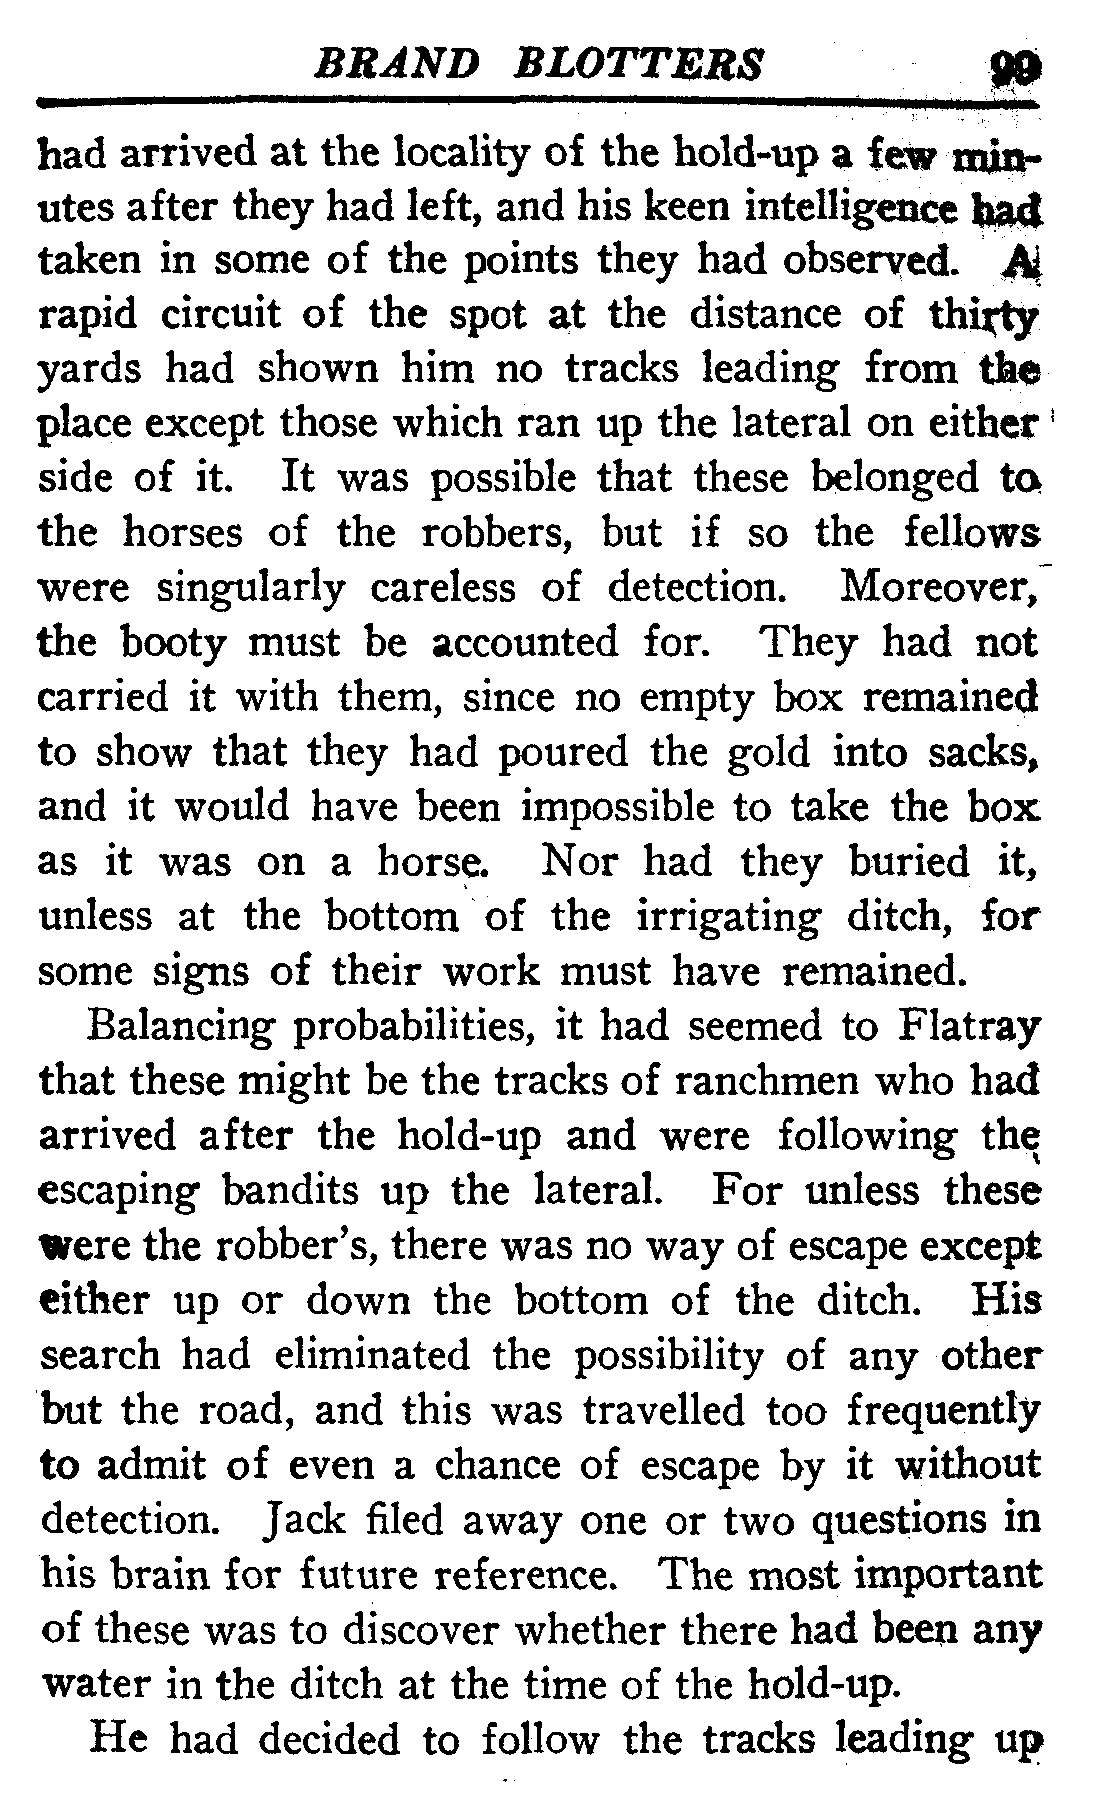 BRAND BLOTTERS 99
had arrived at the locality of the hold-up a few min-
utes after they had left, and his keen intelligence had
taken in some of the points they had observed. A
rapid circuit of the spot at the distance of thirty
yards had shown him no tracks leading from the
place except those which ran up the lateral on either
side of it. It was possible that these belonged to
the horses of the robbers, but if so the fellows
were singularly careless of detection. Moreover,
the booty must be accounted for. They had not
carried it with them, since no empty box remained
to show that they had poured the gold into sacks,
and it would have been impossible to take the box
as it was on a horse. Nor had they buried it,
unless at the bottom of the irrigating ditch, for
some signs of their work must have remained.
Balancing probabilities, it had seemed to Flatray
that these might be the tracks of ranchmen who had
arrived after the hold-up and were following the
escaping bandits up the lateral. For unless these
were the robber's, there was no way of escape except
either up or down the bottom of the ditch. His
search had eliminated the possibility of any other
but the road, and this was travelled too frequently
to admit of even a chance of escape by it without
detection. Jack filed away one or two questions in
his brain for future reference. The most important
of these was to discover whether there had been any
water in the ditch at the time of the hold-up.
He had decided to follow the tracks leading up